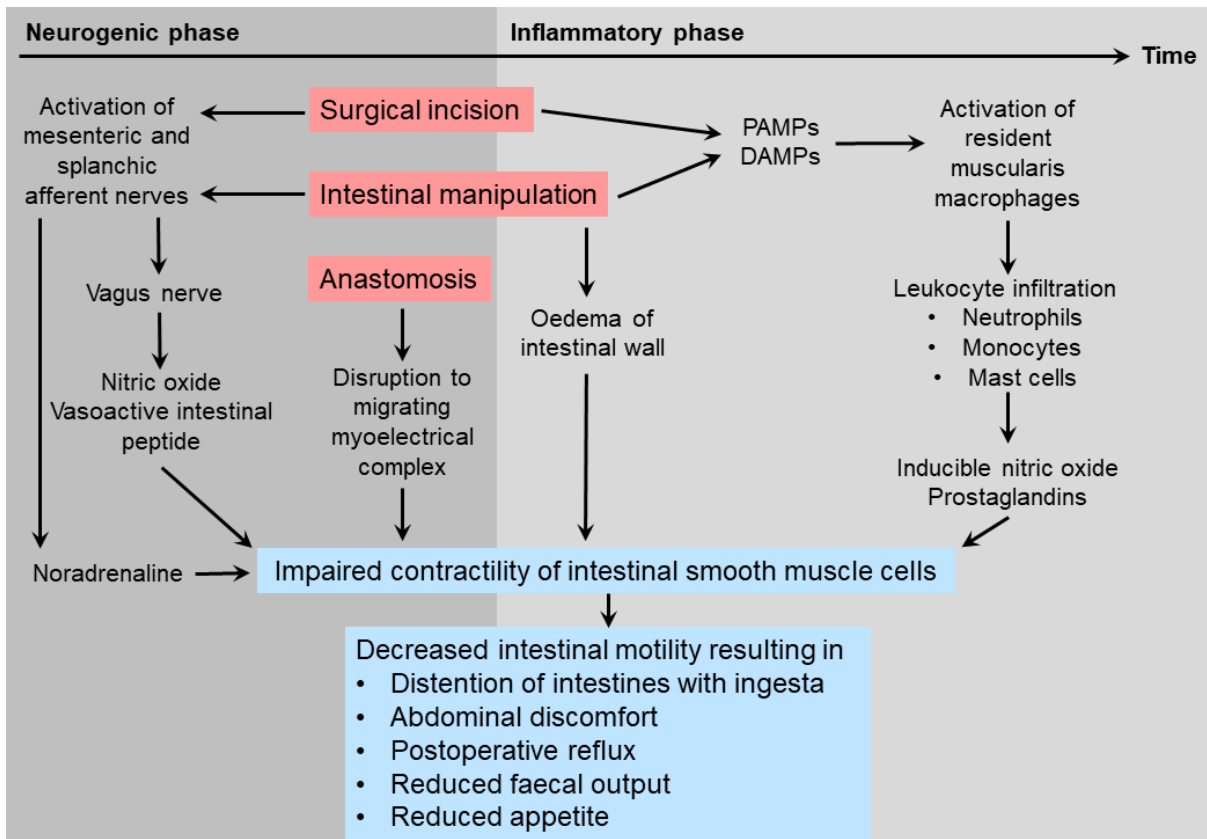 Neurogenic phase
Inflammatory phase
Time
Activation of
mesenteric and
splanchic
afferent nerves
Surgical incision
Intestinal manipulation
PAMPs
DAMPs
Activation of
resident
muscularis
macrophages
Vagus nerve
Anastomosis
Oedema of
intestinal wall
Leukocyte infiltration
• Neutrophils
• Monocytes
• Mast cells
Nitric oxide
Vasoactive intestinal
peptide
Disruption to
migrating
myoelectrical
complex
Inducible nitric oxide
Prostaglandins
Noradrenaline
Impaired contractility of intestinal smooth muscle cells
Decreased intestinal motility resulting in
• Distention of intestines with ingesta
• Abdominal discomfort
• Postoperative reflux
• Reduced faecal output
• Reduced appetite